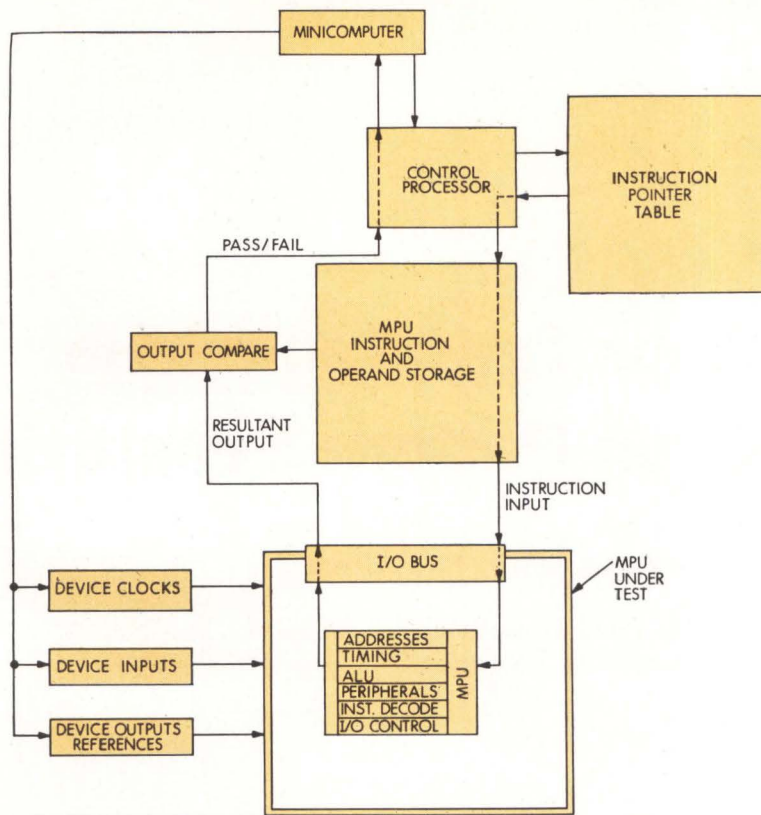 MINICOMPUTER
CONTROL
PROCESSOR
INSTRUCTION
POINTER
TABLE
PASS/FAIL
MPU
INSTRUCTION
AND
OPERAND STORAGE
OUTPUT COMPARE
RESULTANT
OUTPUT
INSTRUCTION
INPUT
I/O BUS
MPU
UNDER
TEST
DEVICE CLOCKS
DEVICE INPUTS
DEVICE OUTPUTS
REFERENCES
ADDRESSES
TIMING
ALU
PERIPHERALS
INST. DECODE
I/O CONTROL
MPU